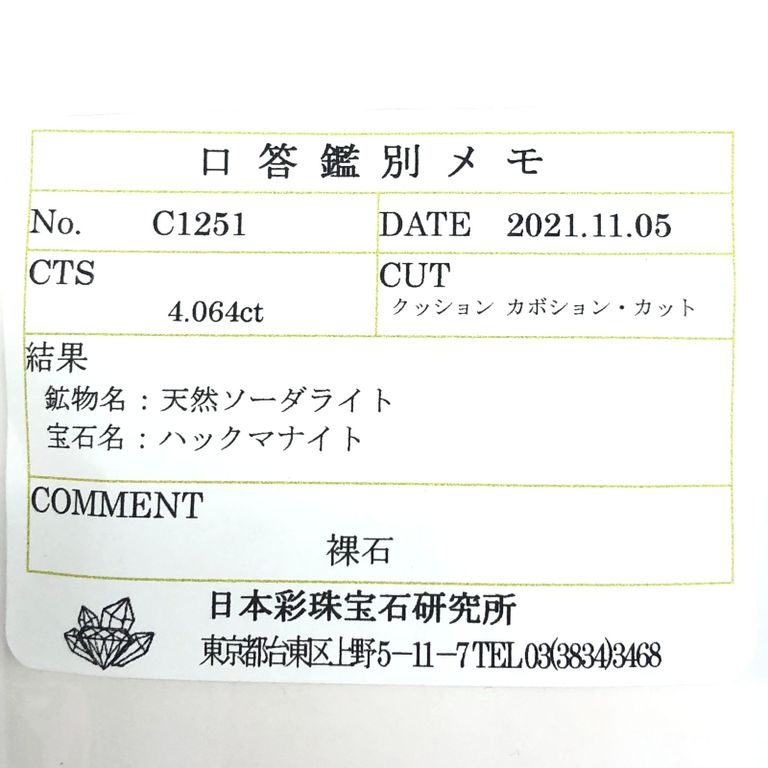 口答鑑別メモ
No. C1251 DATE 2021.11.05
CTS CUT
4.064ct クッション カボション・カット
結果
鉱物名：天然ソーダライト
宝石名：ハックマナイト
COMMENT
裸石
日本彩珠宝石研究所
東京都台東区上野5-11-7 TEL 03(3834)3468